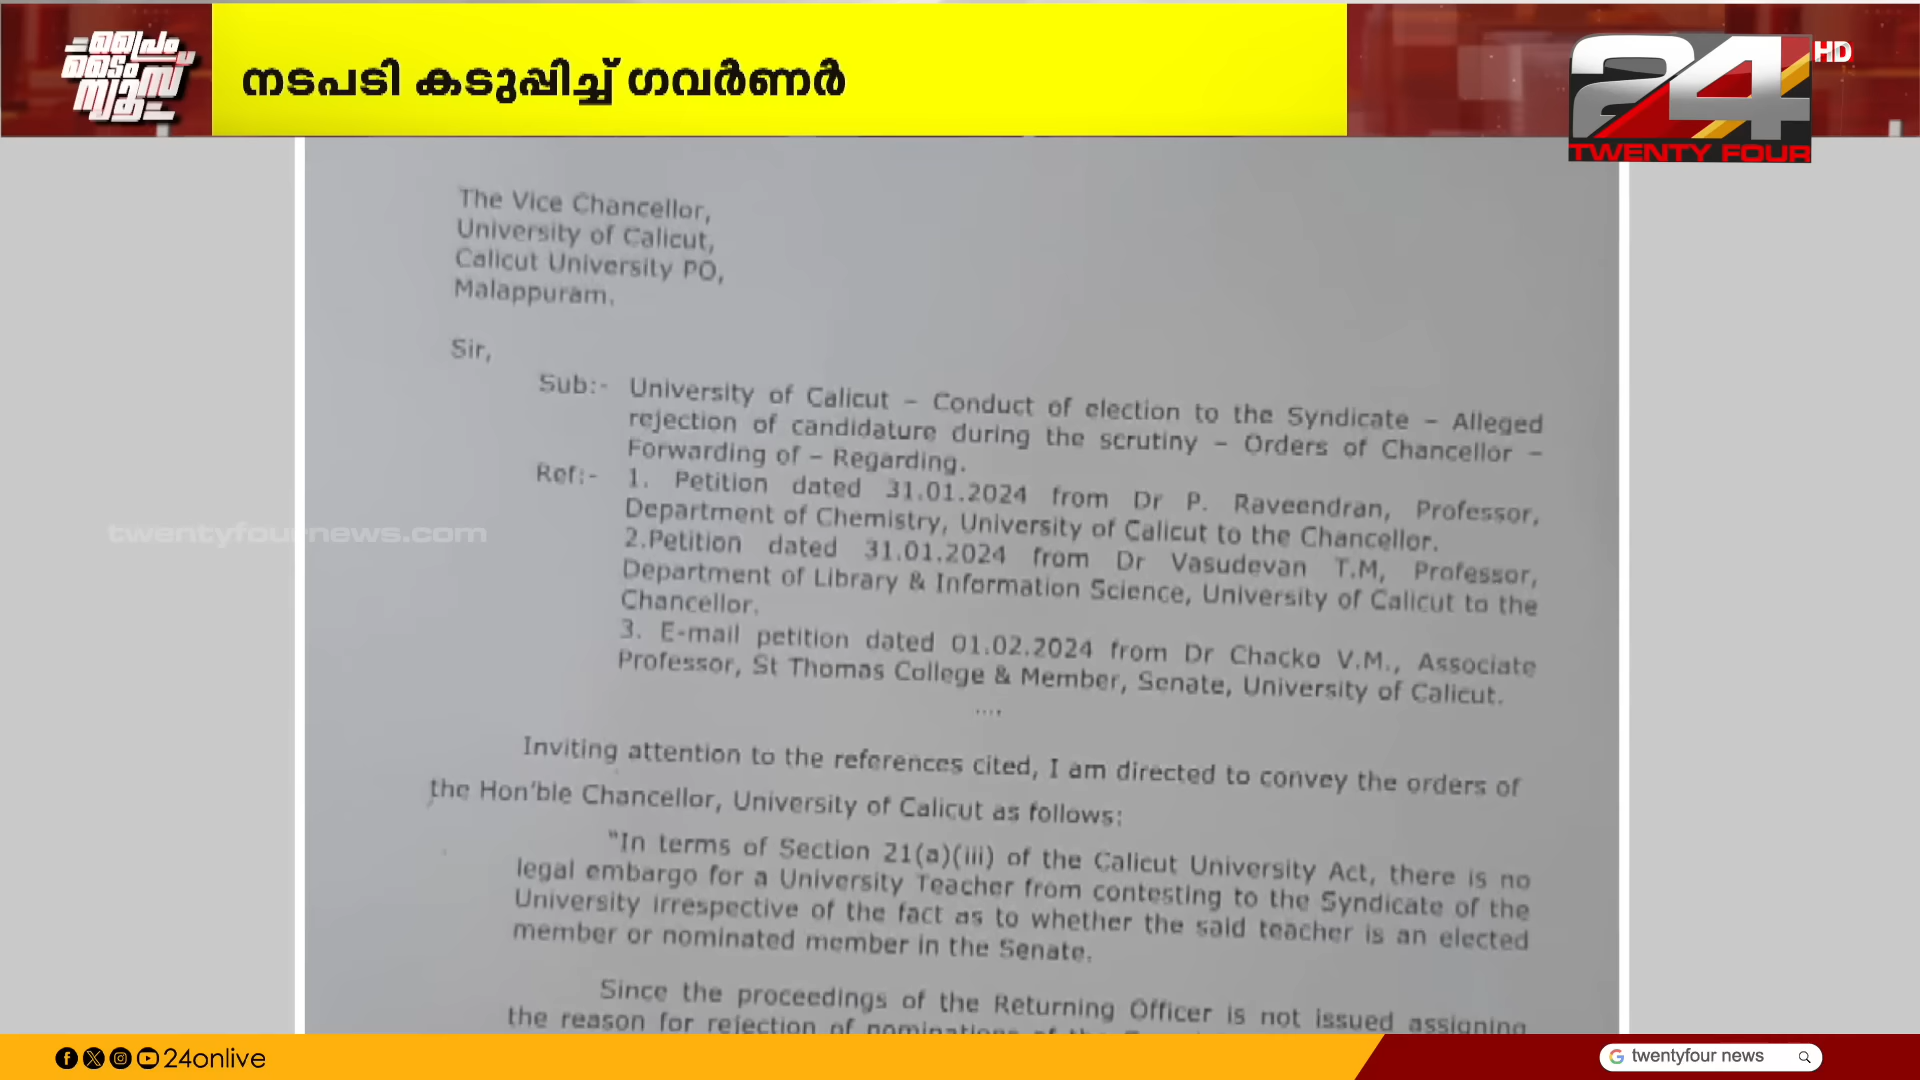 പ്രൈം
ടൈം
ന്യൂസ്
നടപടി കടുപ്പിച്ച് ഗവർണർ
24
HD
TWENTY FOUR
The Vice Chancellor,
University of Calicut,
Calicut University PO,
Malappuram.
Sir,
Sub:- University of Calicut – Conduct of election to the Syndicate – Alleged
rejection of candidature during the scrutiny – Orders of Chancellor –
Forwarding of – Regarding.
Ref:- 1. Petition dated 31.01.2024 from Dr P. Raveendran, Professor,
Department of Chemistry, University of Calicut to the Chancellor.
2.Petition dated 31.01.2024 from Dr Vasudevan T.M, Professor,
Department of Library & Information Science, University of Calicut to the
Chancellor.
3. E-mail petition dated 01.02.2024 from Dr Chacko V.M., Associate
Professor, St Thomas College & Member, Senate, University of Calicut.
....
Inviting attention to the references cited, I am directed to convey the orders of
the Hon'ble Chancellor, University of Calicut as follows:
"In terms of Section 21(a)(iii) of the Calicut University Act, there is no
legal embargo for a University Teacher from contesting to the Syndicate of the
University irrespective of the fact as to whether the said teacher is an elected
member or nominated member in the Senate.
Since the proceedings of the Returning Officer is not issued assigning
the reason for rejection of nominations of the
twentyfournews.com
24onlive
twentyfour news